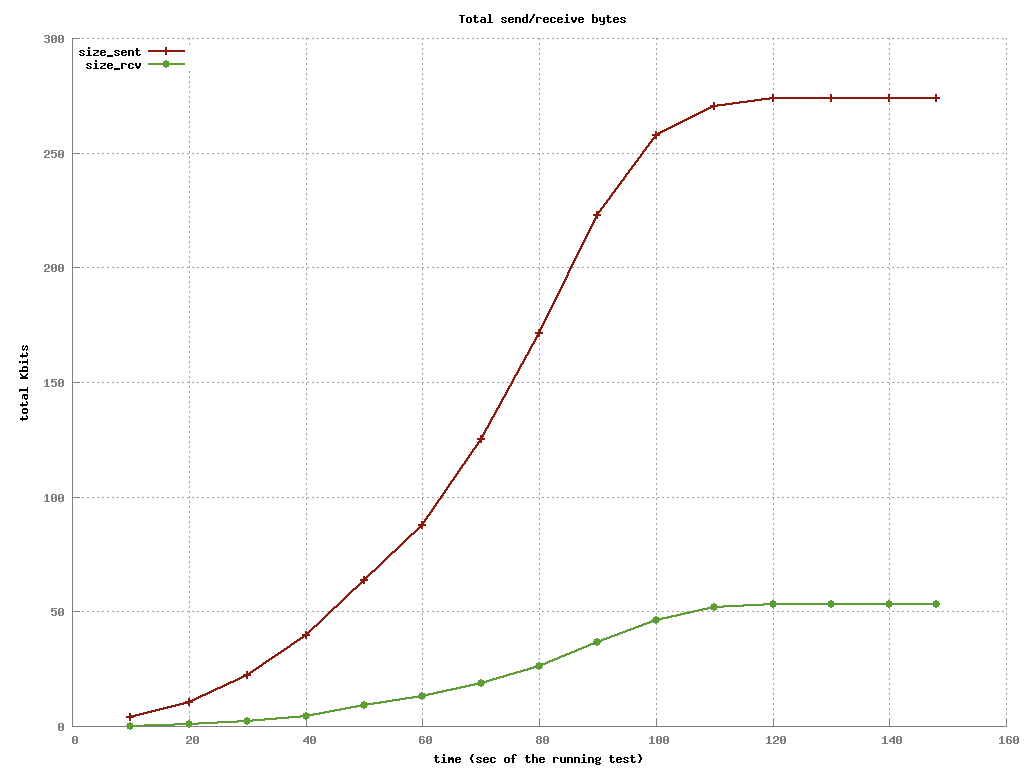 Total send/receive bytes
300
size_sent
size_rcv
250
200
150
total Kbits
100
50
0
0 20 40 60 80 100 120 140 160
time (sec of the running test)